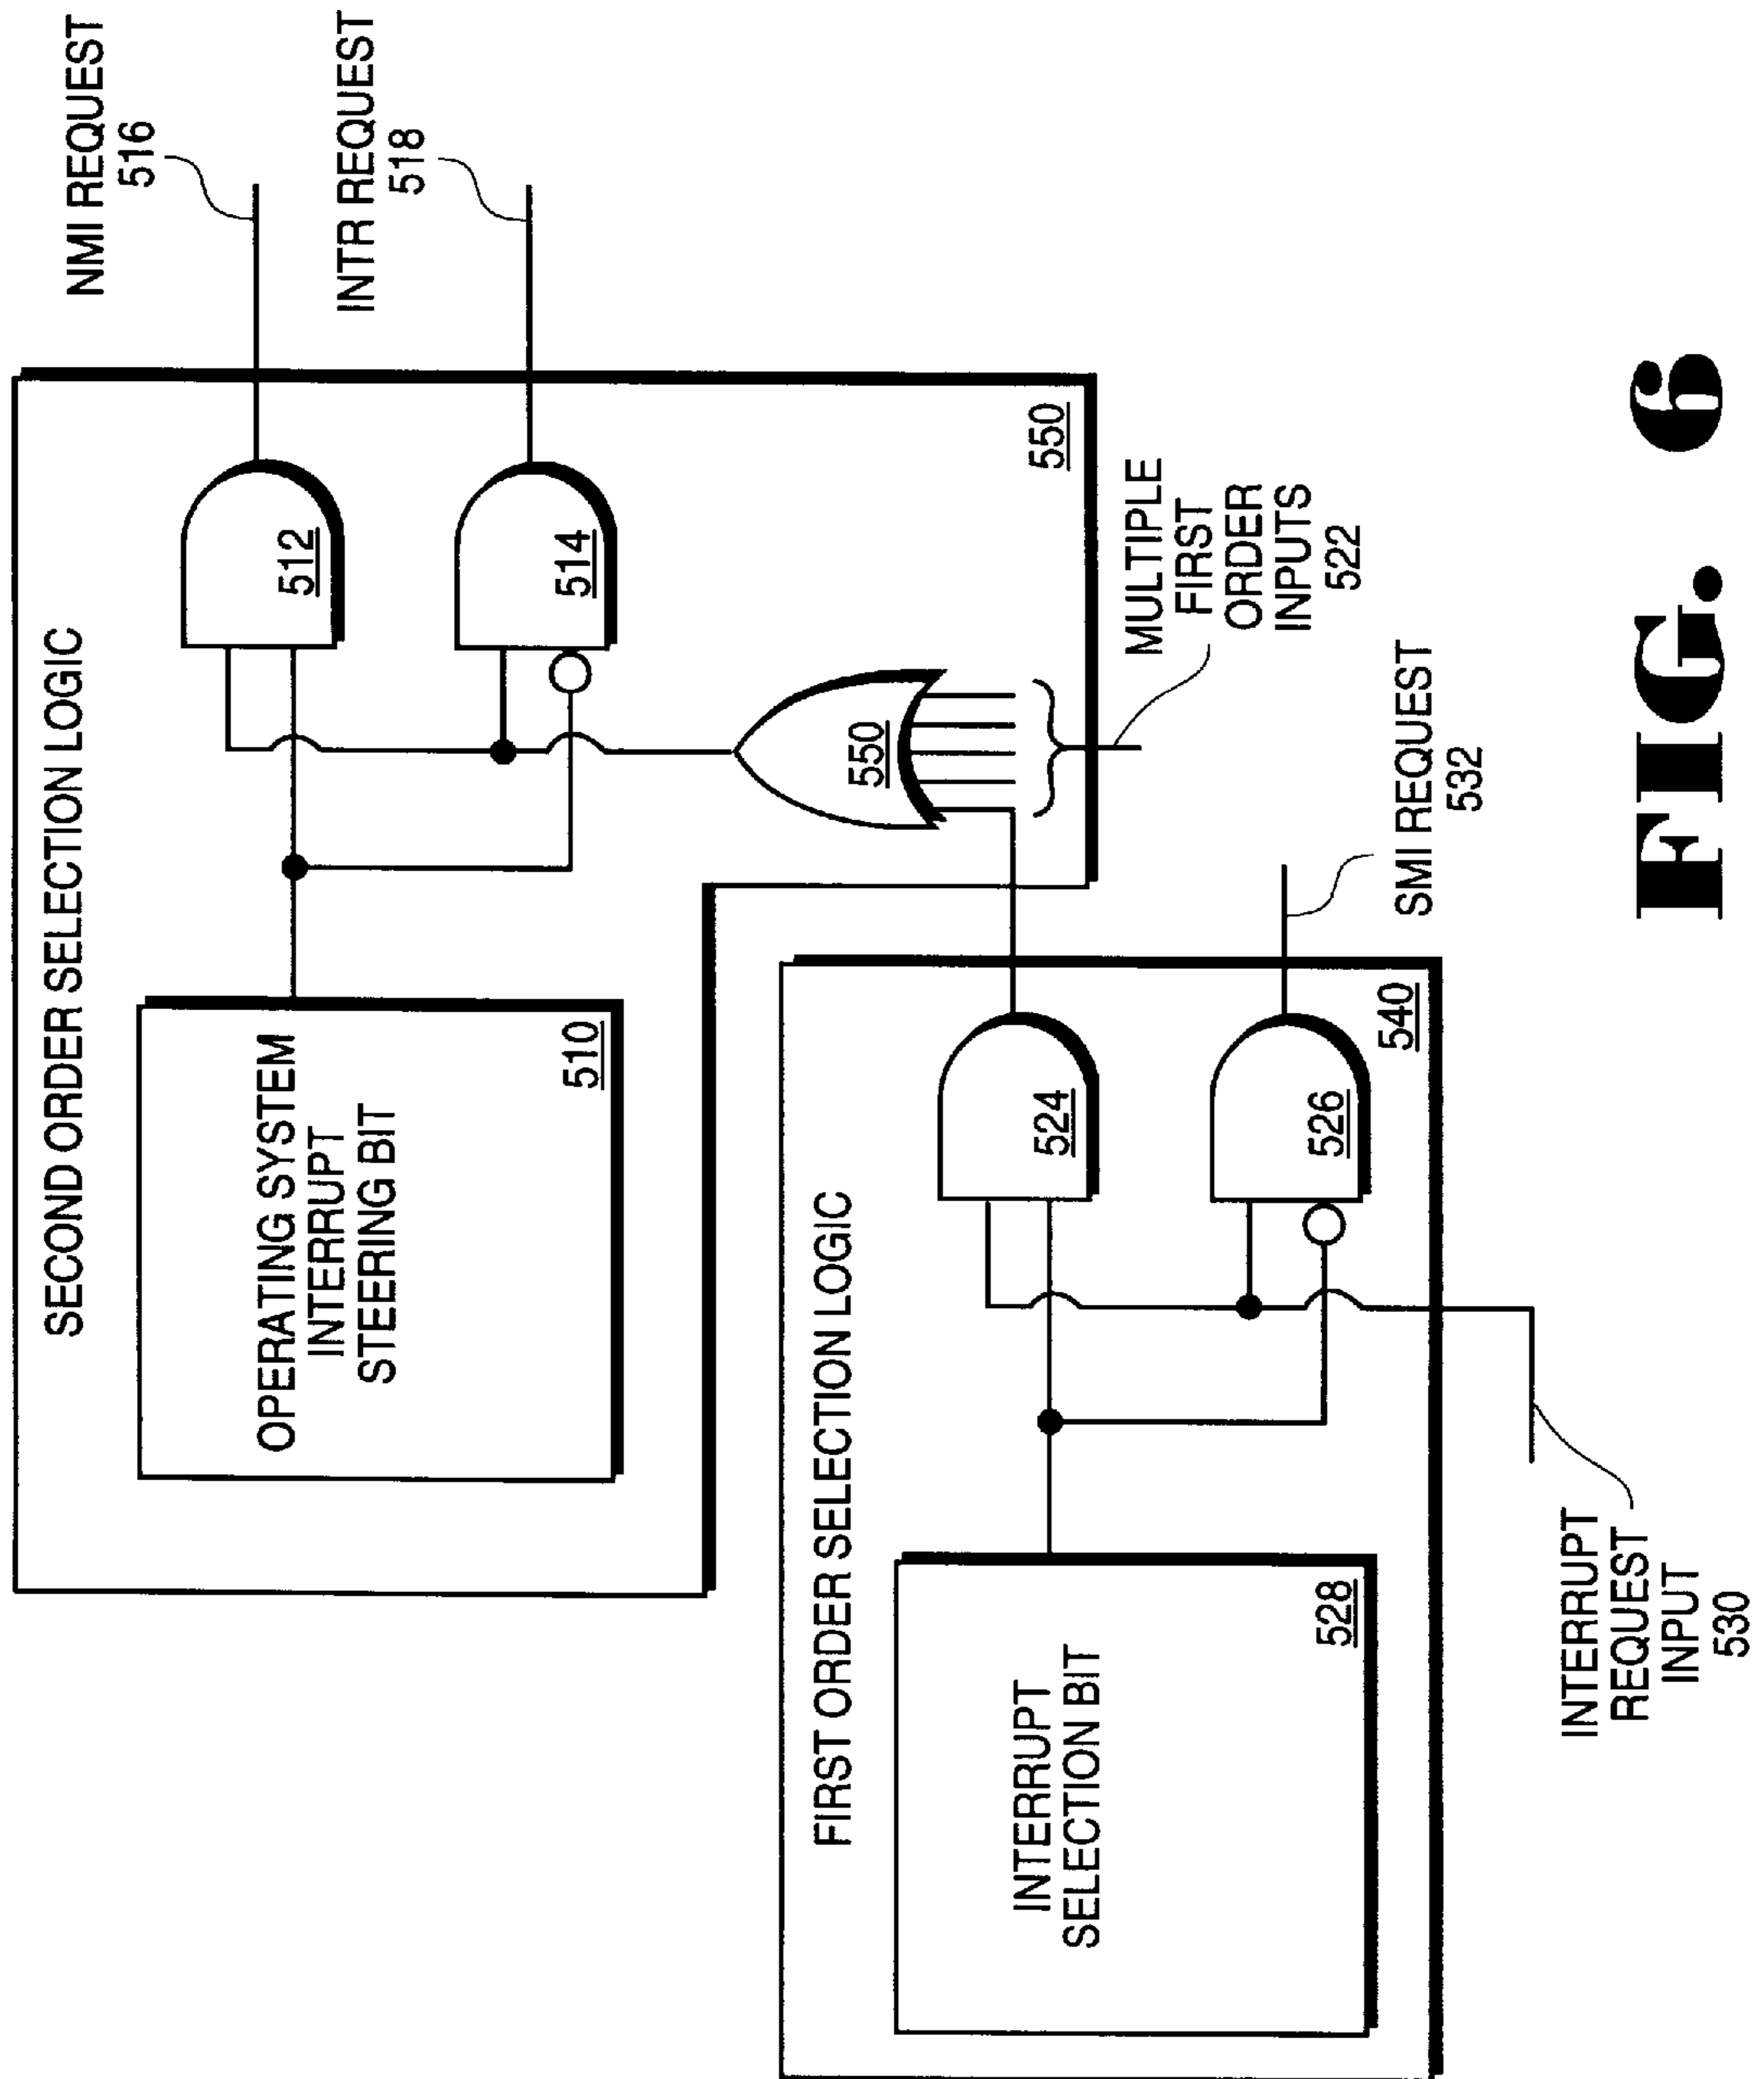 SECOND ORDER SELECTION LOGIC
OPERATING SYSTEM
INTERRUPT
STEERING BIT
510
512
514
NMI REQUEST
516
INTR REQUEST
518
550
550
MULTIPLE
FIRST
ORDER
INPUTS
522
FIRST ORDER SELECTION LOGIC
INTERRUPT
SELECTION BIT
528
524
526
540
SMI REQUEST
532
INTERRUPT
REQUEST
INPUT
530
FIG. 6